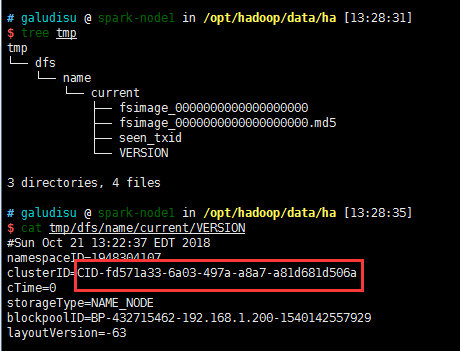 # galudisu @ spark-node1 in /opt/hadoop/data/ha [13:28:31]
$ tree tmp
tmp
└── dfs
    └── name
        └── current
            ├── fsimage_0000000000000000000
            ├── fsimage_0000000000000000000.md5
            ├── seen_txid
            └── VERSION
3 directories, 4 files
# galudisu @ spark-node1 in /opt/hadoop/data/ha [13:28:35]
$ cat tmp/dfs/name/current/VERSION
#Sun Oct 21 13:22:37 EDT 2018
namespaceID=1948304107
clusterID=CID-fd571a33-6a03-497a-a8a7-a81d681d506a
cTime=0
storageType=NAME_NODE
blockpoolID=BP-432715462-192.168.1.200-1540142557929
layoutVersion=-63